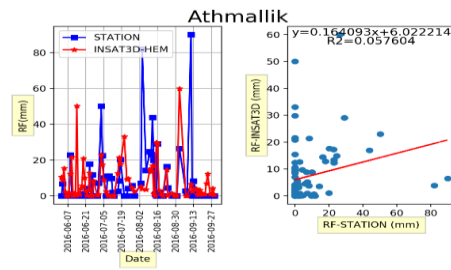 Athmallik
STATION
INSAT3D-HEM
RF(mm)
80
60
40
20
0
2016-06-07
2016-06-21
2016-07-05
2016-07-19
2016-08-02
2016-08-16
2016-08-30
2016-09-13
2016-09-27
Date
y=0.164093x+6.022214
R2=0.057604
RF-INSAT3D (mm)
60
50
40
30
20
10
0
0
20
40
60
80
RF-STATION (mm)